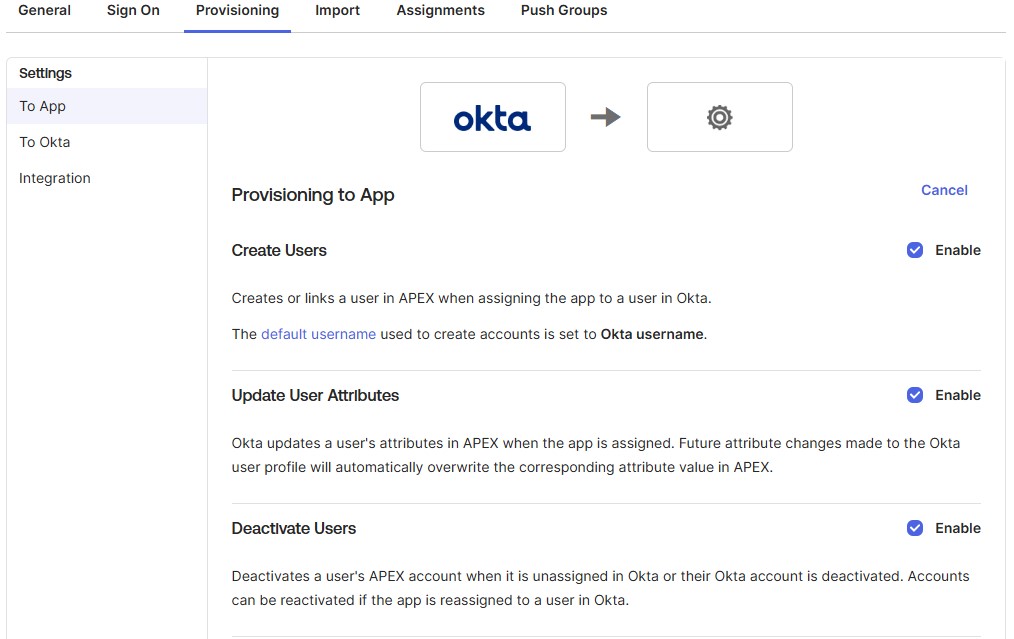 General Sign On Provisioning Import Assignments Push Groups
Settings
To App
To Okta
Integration
okta
Provisioning to App
Cancel
Create Users
Enable
Creates or links a user in APEX when assigning the app to a user in Okta.
The default username used to create accounts is set to Okta username.
Update User Attributes
Enable
Okta updates a user's attributes in APEX when the app is assigned. Future attribute changes made to the Okta
user profile will automatically overwrite the corresponding attribute value in APEX.
Deactivate Users
Enable
Deactivates a user's APEX account when it is unassigned in Okta or their Okta account is deactivated. Accounts
can be reactivated if the app is reassigned to a user in Okta.